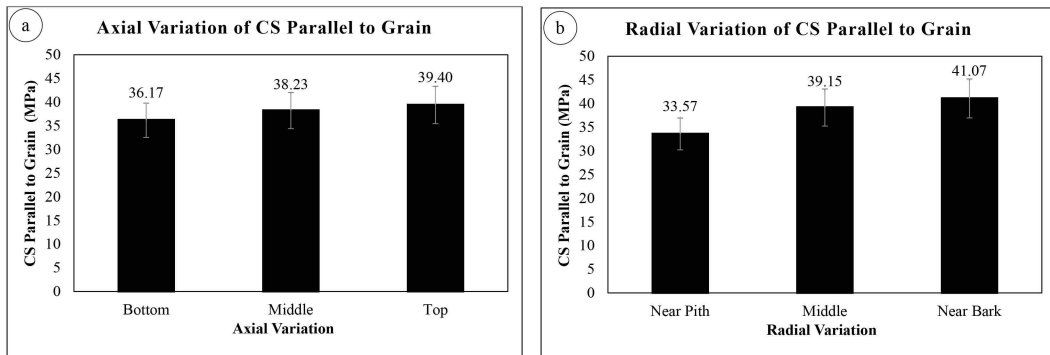 a
Axial Variation of CS Parallel to Grain
CS Parallel to Grain (MPa)
50
45
40
35
30
25
20
15
10
5
0
36.17
38.23
39.40
Bottom
Middle
Top
Axial Variation
b
Radial Variation of CS Parallel to Grain
CS Parallel to Grain (MPa)
50
45
40
35
30
25
20
15
10
5
0
33.57
39.15
41.07
Near Pith
Middle
Near Bark
Radial Variation